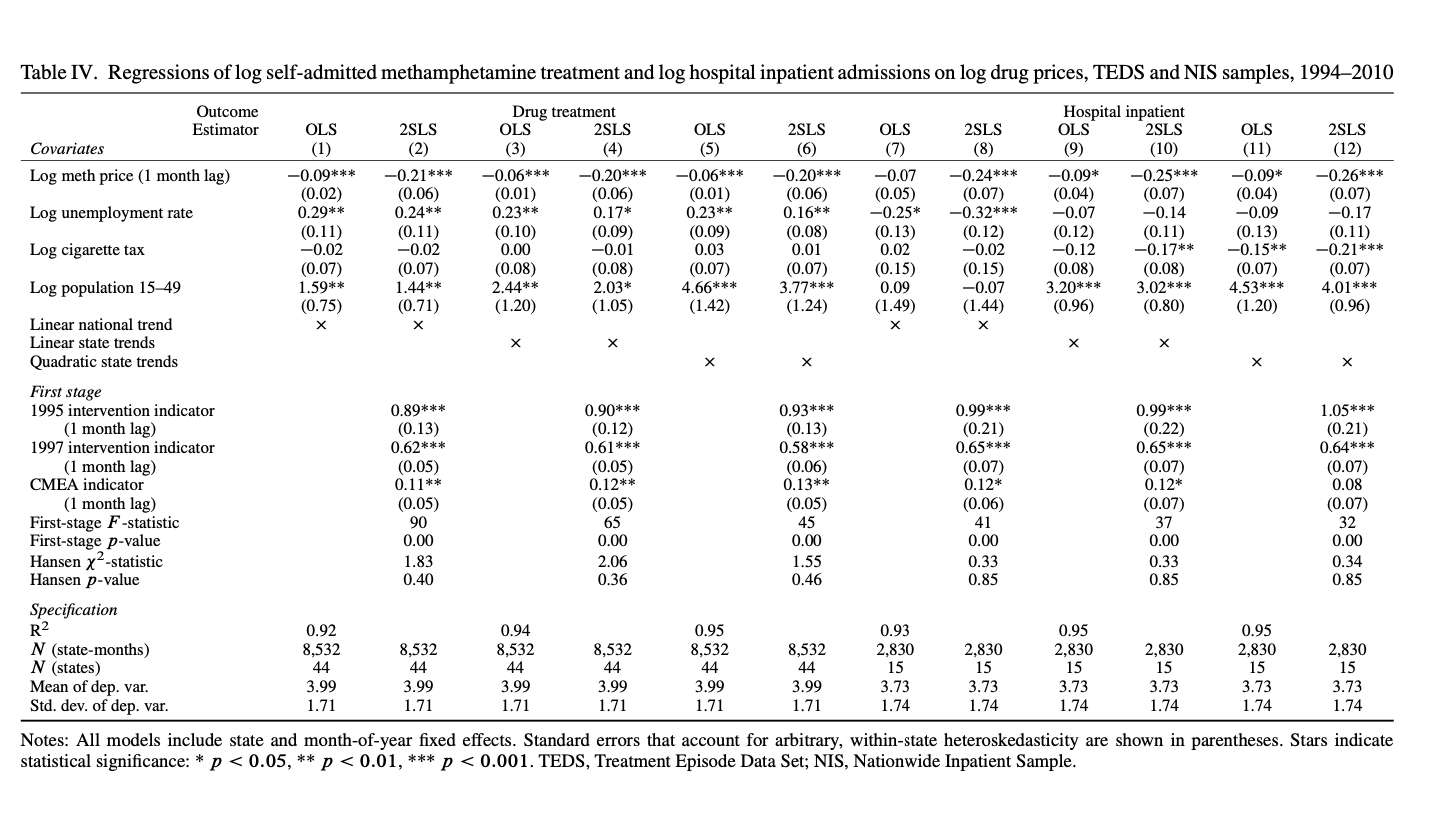 Table IV. Regressions of log self-admitted methamphetamine treatment and log hospital inpatient admissions on log drug prices, TEDS and NIS samples, 1994–2010
Outcome Drug treatment Hospital inpatient
Estimator OLS 2SLS OLS 2SLS OLS 2SLS OLS 2SLS OLS 2SLS OLS 2SLS
Covariates (1) (2) (3) (4) (5) (6) (7) (8) (9) (10) (11) (12)
Log meth price (1 month lag) −0.09*** −0.21*** −0.06*** −0.20*** −0.06*** −0.20*** −0.07 −0.24*** −0.09* −0.25*** −0.09* −0.26***
(0.02) (0.06) (0.01) (0.06) (0.01) (0.06) (0.05) (0.07) (0.04) (0.07) (0.04) (0.07)
Log unemployment rate 0.29** 0.24** 0.23** 0.17* 0.23** 0.16** −0.25* −0.32*** −0.07 −0.14 −0.09 −0.17
(0.11) (0.11) (0.10) (0.09) (0.09) (0.08) (0.13) (0.12) (0.12) (0.11) (0.13) (0.11)
Log cigarette tax −0.02 −0.02 0.00 −0.01 0.03 0.01 0.02 −0.02 −0.12 −0.17** −0.15** −0.21***
(0.07) (0.07) (0.08) (0.08) (0.07) (0.07) (0.15) (0.15) (0.08) (0.08) (0.07) (0.07)
Log population 15–49 1.59** 1.44** 2.44** 2.03* 4.66*** 3.77*** 0.09 −0.07 3.20*** 3.02*** 4.53*** 4.01***
(0.75) (0.71) (1.20) (1.05) (1.42) (1.24) (1.49) (1.44) (0.96) (0.80) (1.20) (0.96)
Linear national trend × × × ×
Linear state trends × × × ×
Quadratic state trends × × × ×
First stage
1995 intervention indicator 0.89*** 0.90*** 0.93*** 0.99*** 0.99*** 1.05***
(1 month lag) (0.13) (0.12) (0.13) (0.21) (0.22) (0.21)
1997 intervention indicator 0.62*** 0.61*** 0.58*** 0.65*** 0.65*** 0.64***
(1 month lag) (0.05) (0.05) (0.06) (0.07) (0.07) (0.07)
CMEA indicator 0.11** 0.12** 0.13** 0.12* 0.12* 0.08
(1 month lag) (0.05) (0.05) (0.05) (0.06) (0.07) (0.07)
First-stage F-statistic 90 65 45 41 37 32
First-stage p-value 0.00 0.00 0.00 0.00 0.00 0.00
Hansen χ²-statistic 1.83 2.06 1.55 0.33 0.33 0.34
Hansen p-value 0.40 0.36 0.46 0.85 0.85 0.85
Specification
R² 0.92 0.94 0.95 0.93 0.95 0.95
N (state-months) 8,532 8,532 8,532 8,532 8,532 8,532 2,830 2,830 2,830 2,830 2,830 2,830
N (states) 44 44 44 44 44 44 15 15 15 15 15 15
Mean of dep. var. 3.99 3.99 3.99 3.99 3.99 3.99 3.73 3.73 3.73 3.73 3.73 3.73
Std. dev. of dep. var. 1.71 1.71 1.71 1.71 1.71 1.71 1.74 1.74 1.74 1.74 1.74 1.74
Notes: All models include state and month-of-year fixed effects. Standard errors that account for arbitrary, within-state heteroskedasticity are shown in parentheses. Stars indicate
statistical significance: * p < 0.05, ** p < 0.01, *** p < 0.001. TEDS, Treatment Episode Data Set; NIS, Nationwide Inpatient Sample.